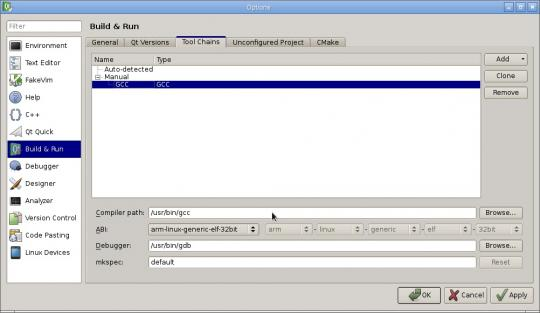 Options
Filter
Build & Run
Environment
Text Editor
FakeVim
Help
C++
Qt Quick
Build & Run
Debugger
Designer
Analyzer
Version Control
Code Pasting
Linux Devices
General Qt Versions Tool Chains Unconfigured Project CMake
Name Type
Auto-detected
Manual
GCC GCC
Add
Clone
Remove
Compiler path: /usr/bin/gcc Browse...
ABI: arm-linux-generic-elf-32bit arm - linux - generic - elf - 32bit
Debugger: /usr/bin/gdb Browse...
mkspec: default Reset
OK Cancel Apply